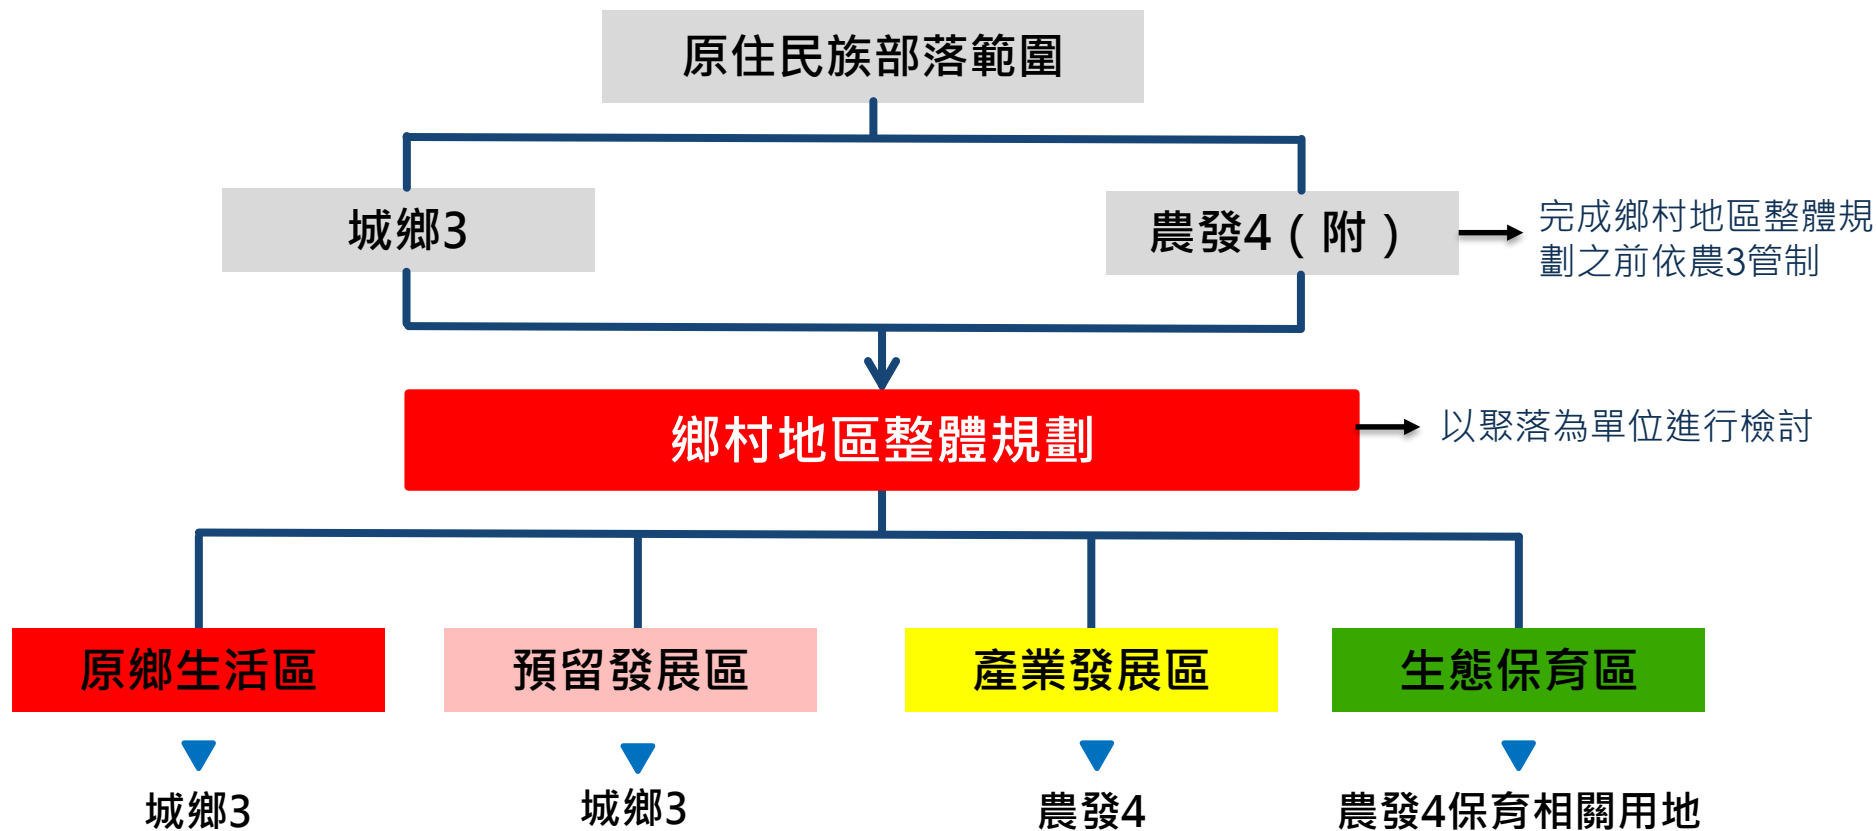 原住民族部落範圍
城鄉3
農發4（附）
完成鄉村地區整體規
劃之前依農3管制
鄉村地區整體規劃
以聚落為單位進行檢討
原鄉生活區
預留發展區
產業發展區
生態保育區
城鄉3
城鄉3
農發4
農發4保育相關用地